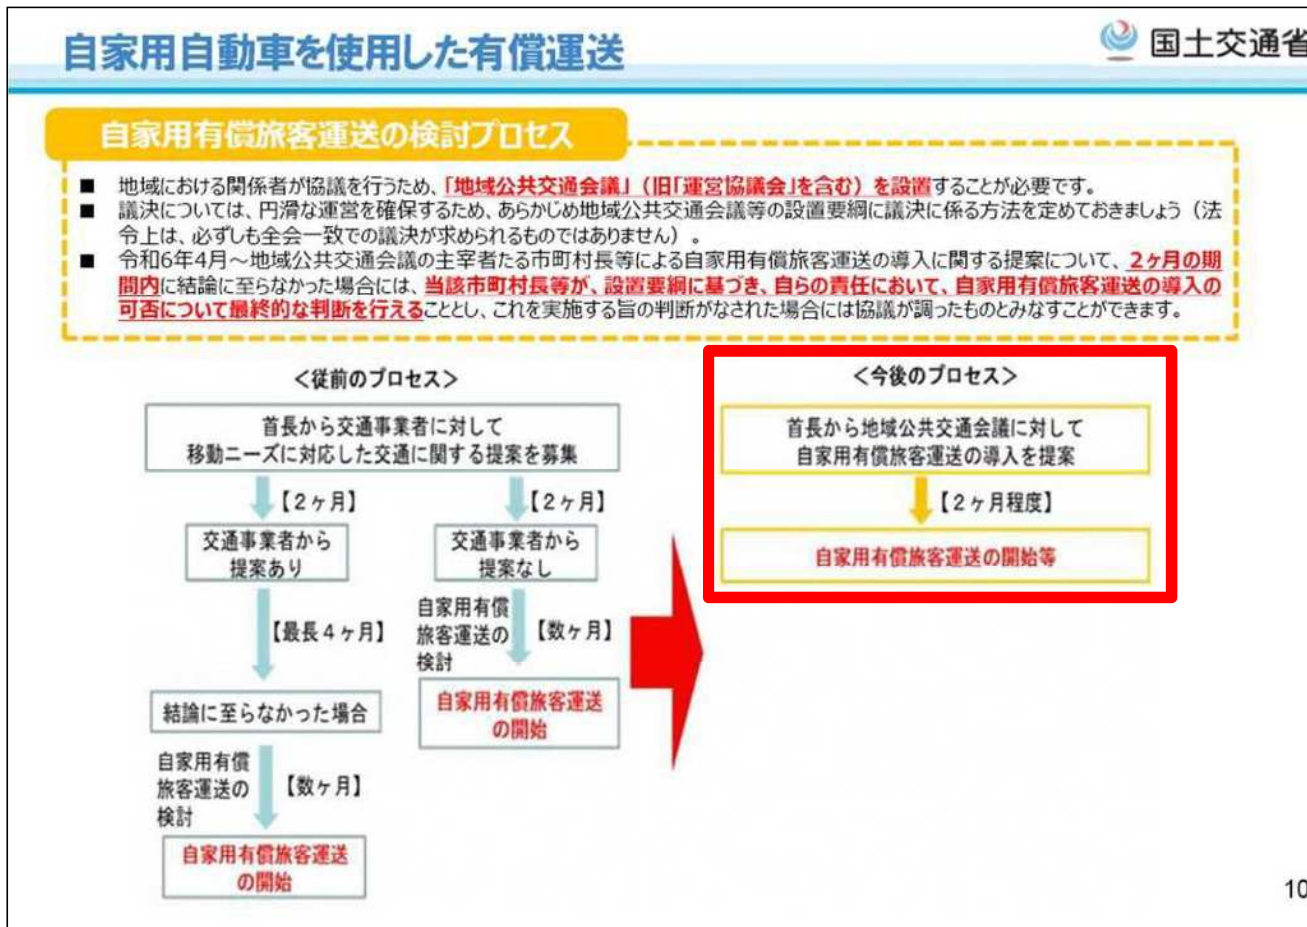 自家用自動車を使用した有償運送
国土交通省
自家用有償旅客運送の検討プロセス
■ 地域における関係者が協議を行うため、「地域公共交通会議」（旧「運営協議会」を含む）を設置することが必要です。
■ 議決については、円滑な運営を確保するため、あらかじめ地域公共交通会議等の設置要綱に議決に係る方法を定めておきましょう（法
令上は、必ずしも全会一致での議決が求められるものではありません）。
■ 令和6年4月～地域公共交通会議の主宰者たる市町村長等による自家用有償旅客運送の導入に関する提案について、２ヶ月の期
間内に結論に至らなかった場合には、当該市町村長等が、設置要綱に基づき、自らの責任において、自家用有償旅客運送の導入の
可否について最終的な判断を行えることとし、これを実施する旨の判断がなされた場合には協議が調ったものとみなすことができます。
＜従前のプロセス＞
首長から交通事業者に対して
移動ニーズに対応した交通に関する提案を募集
【２ヶ月】
【２ヶ月】
交通事業者から
提案あり
交通事業者から
提案なし
【最長４ヶ月】
自家用有償
旅客運送の
検討
【数ヶ月】
結論に至らなかった場合
自家用有償旅客運送
の開始
自家用有償
旅客運送の
検討
【数ヶ月】
自家用有償旅客運送
の開始
＜今後のプロセス＞
首長から地域公共交通会議に対して
自家用有償旅客運送の導入を提案
【２ヶ月程度】
自家用有償旅客運送の開始等
10